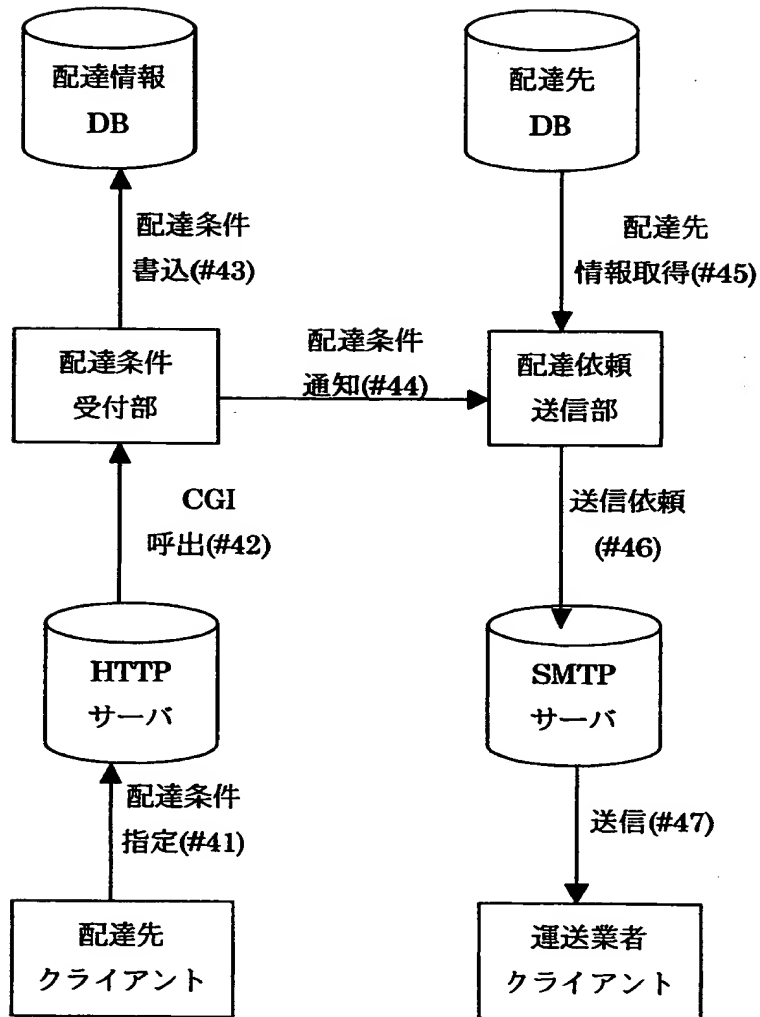 配達情報
DB
配達先
DB
配達条件
書込(#43)
配達先
情報取得(#45)
配達条件
受付部
配達条件
通知(#44)
配達依頼
送信部
CGI
呼出(#42)
送信依頼
(#46)
HTTP
サーバ
SMTP
サーバ
配達条件
指定(#41)
送信(#47)
配達先
クライアント
運送業者
クライアント